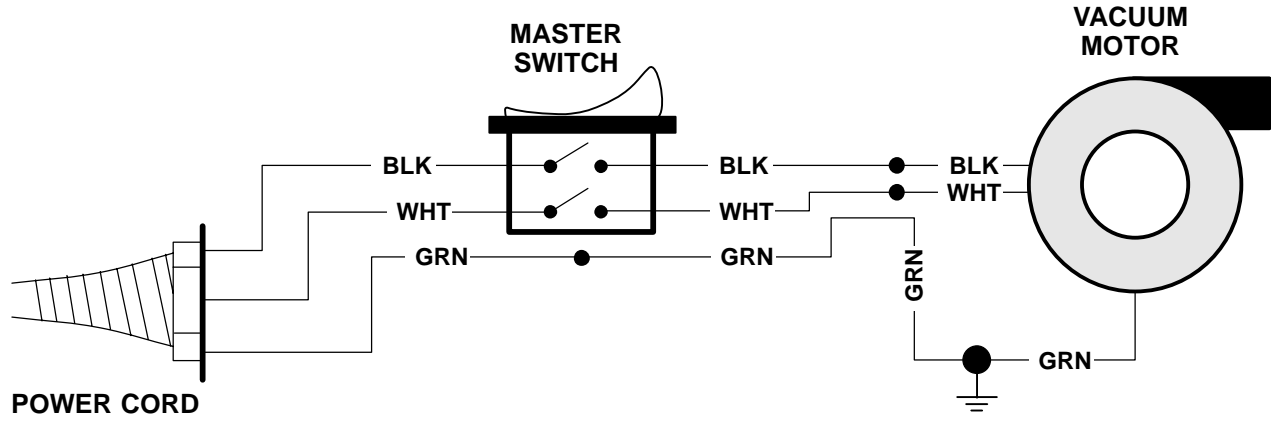 VACUUM
MOTOR
MASTER
SWITCH
BLK
BLK
BLK
WHT
WHT
WHT
GRN
GRN
GRN
GRN
POWER CORD